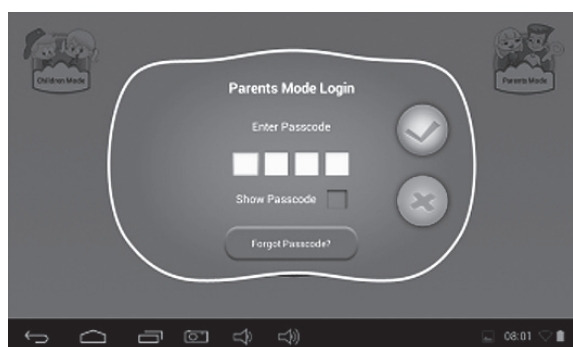 Children Mode
Parents Mode
Parents Mode Login
Enter Passcode
Show Passcode
Forgot Passcode?
08:01